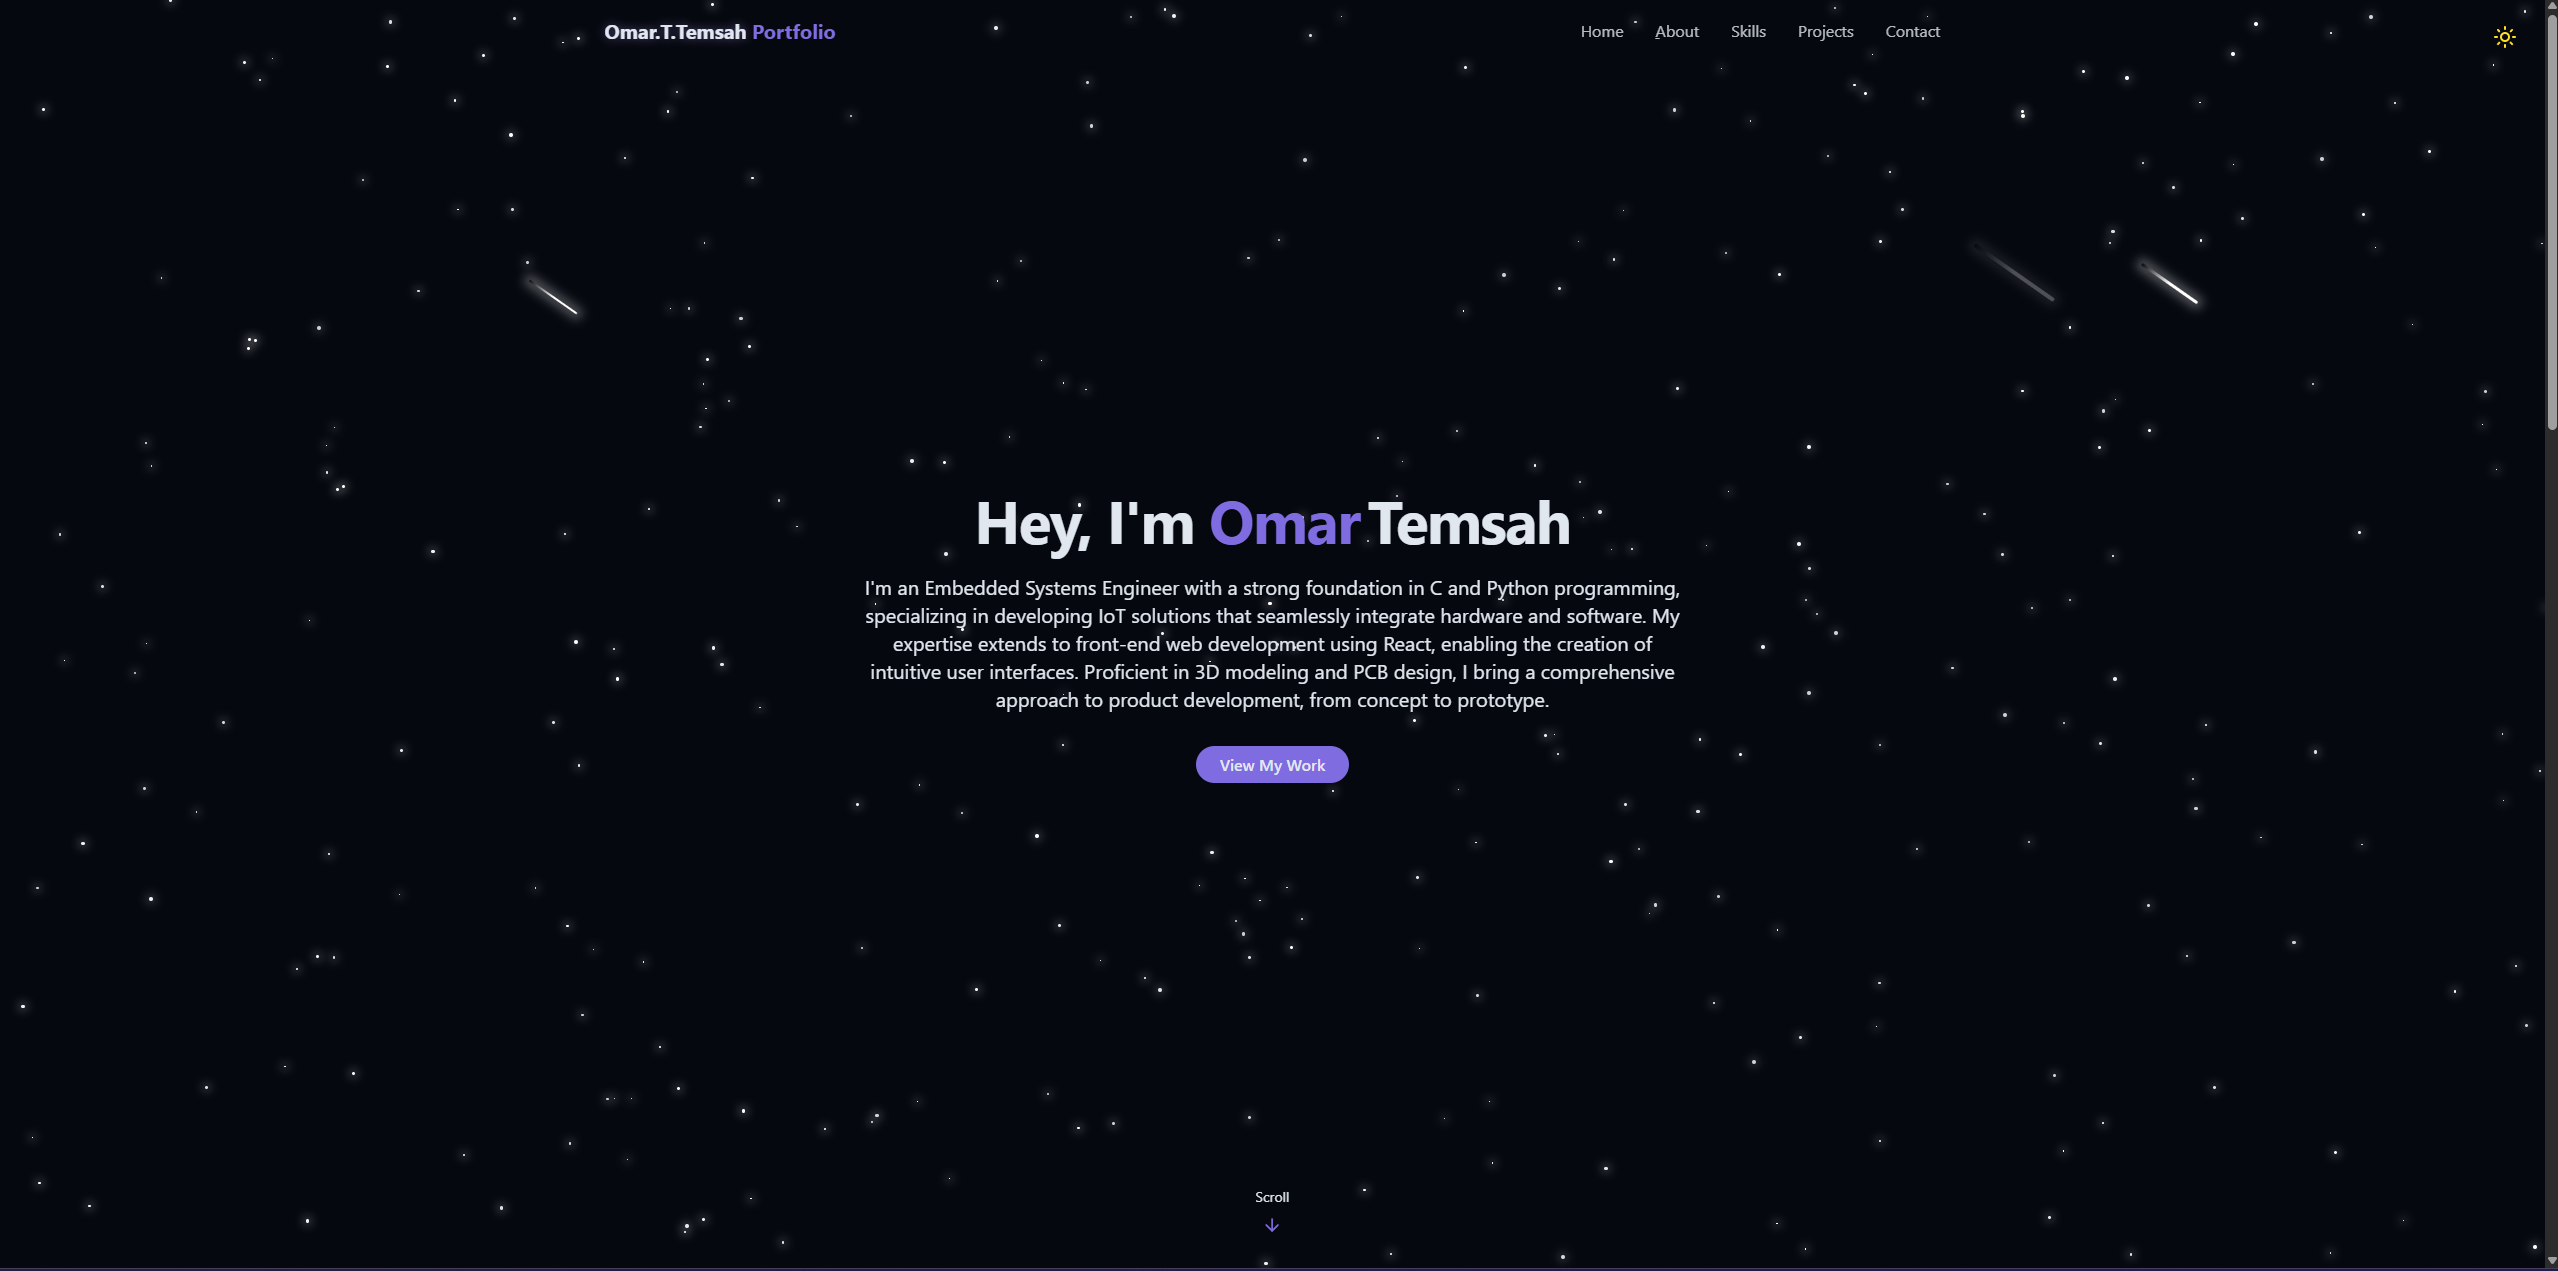 Omar.T.Temsah Portfolio
Home About Skills Projects Contact
Hey, I'm Omar Temsah
I'm an Embedded Systems Engineer with a strong foundation in C and Python programming,
specializing in developing IoT solutions that seamlessly integrate hardware and software. My
expertise extends to front-end web development using React, enabling the creation of
intuitive user interfaces. Proficient in 3D modeling and PCB design, I bring a comprehensive
approach to product development, from concept to prototype.
View My Work
Scroll